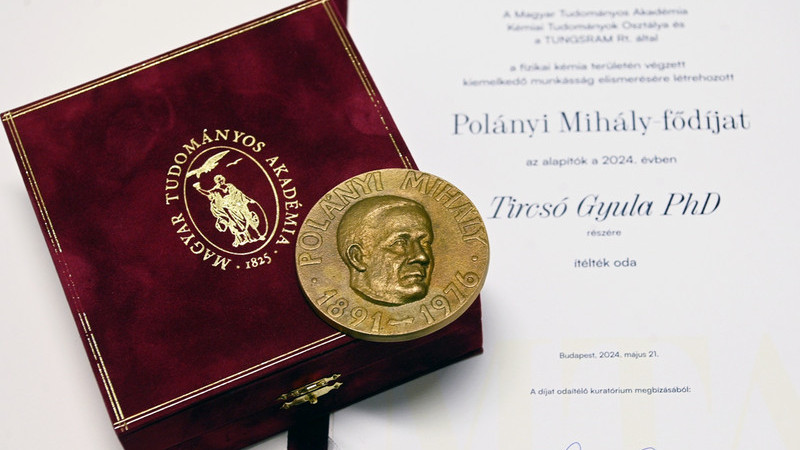 MAGYAR TUDOMÁNYOS AKADÉMIA
· 1825 ·
POLÁNYI MIHÁLY
· 1891 – 1976 ·
A Magyar Tudományos Akadémia
Kémiai Tudományok Osztálya és
a TUNGSRAM Rt. által
a fizikai kémia területén végzett
kiemelkedő munkásság elismerésére létrehozott
Polányi Mihály-fődíjat
az alapítók a 2024. évben
Tircsó Gyula PhD
részére
ítélték oda
Budapest, 2024. május 21.
A díjat odaítélő kuratórium megbízásából: